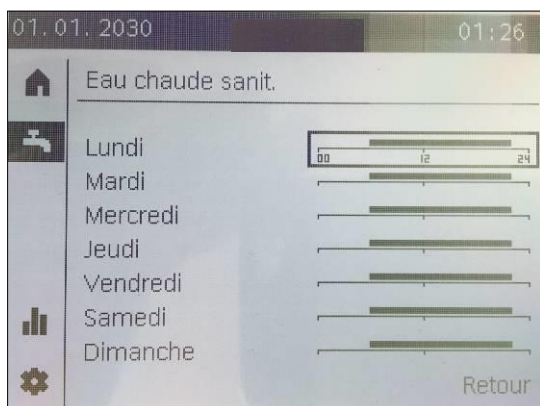 01. 01. 2030 01:26
Eau chaude sanit.
Lundi
00 12 24
Mardi
Mercredi
Jeudi
Vendredi
Samedi
Dimanche
Retour